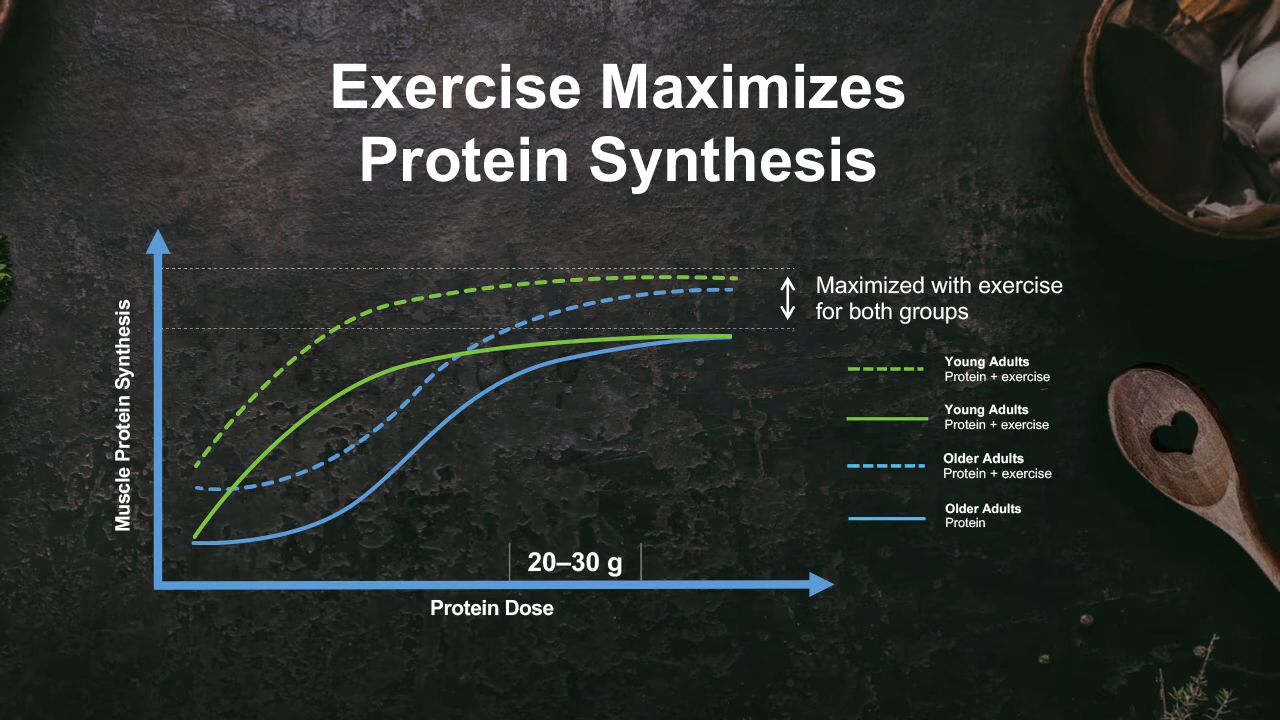 Exercise Maximizes
Protein Synthesis
Muscle Protein Synthesis
Maximized with exercise
for both groups
Young Adults
Protein + exercise
Young Adults
Protein + exercise
Older Adults
Protein + exercise
Older Adults
Protein
20–30 g
Protein Dose